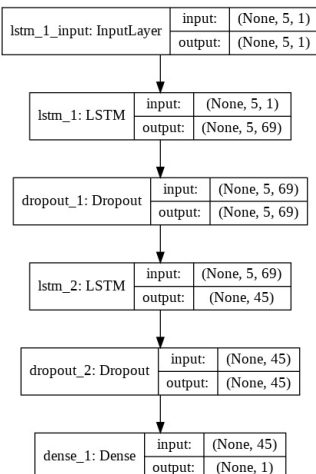 lstm_1_input: InputLayer
input: (None, 5, 1)
output: (None, 5, 1)
lstm_1: LSTM
input: (None, 5, 1)
output: (None, 5, 69)
dropout_1: Dropout
input: (None, 5, 69)
output: (None, 5, 69)
lstm_2: LSTM
input: (None, 5, 69)
output: (None, 45)
dropout_2: Dropout
input: (None, 45)
output: (None, 45)
dense_1: Dense
input: (None, 45)
output: (None, 1)